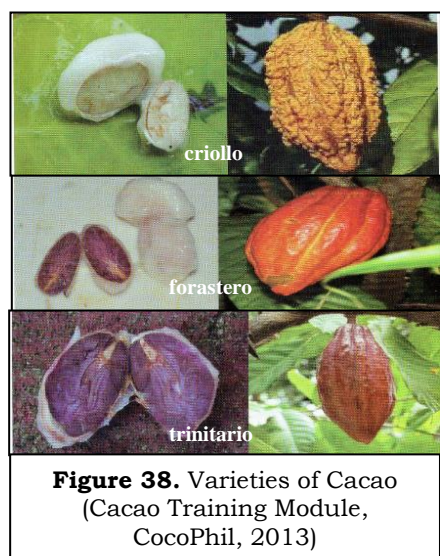 criollo
forastero
trinitario
Figure 38. Varieties of Cacao
(Cacao Training Module,
CocoPhil, 2013)